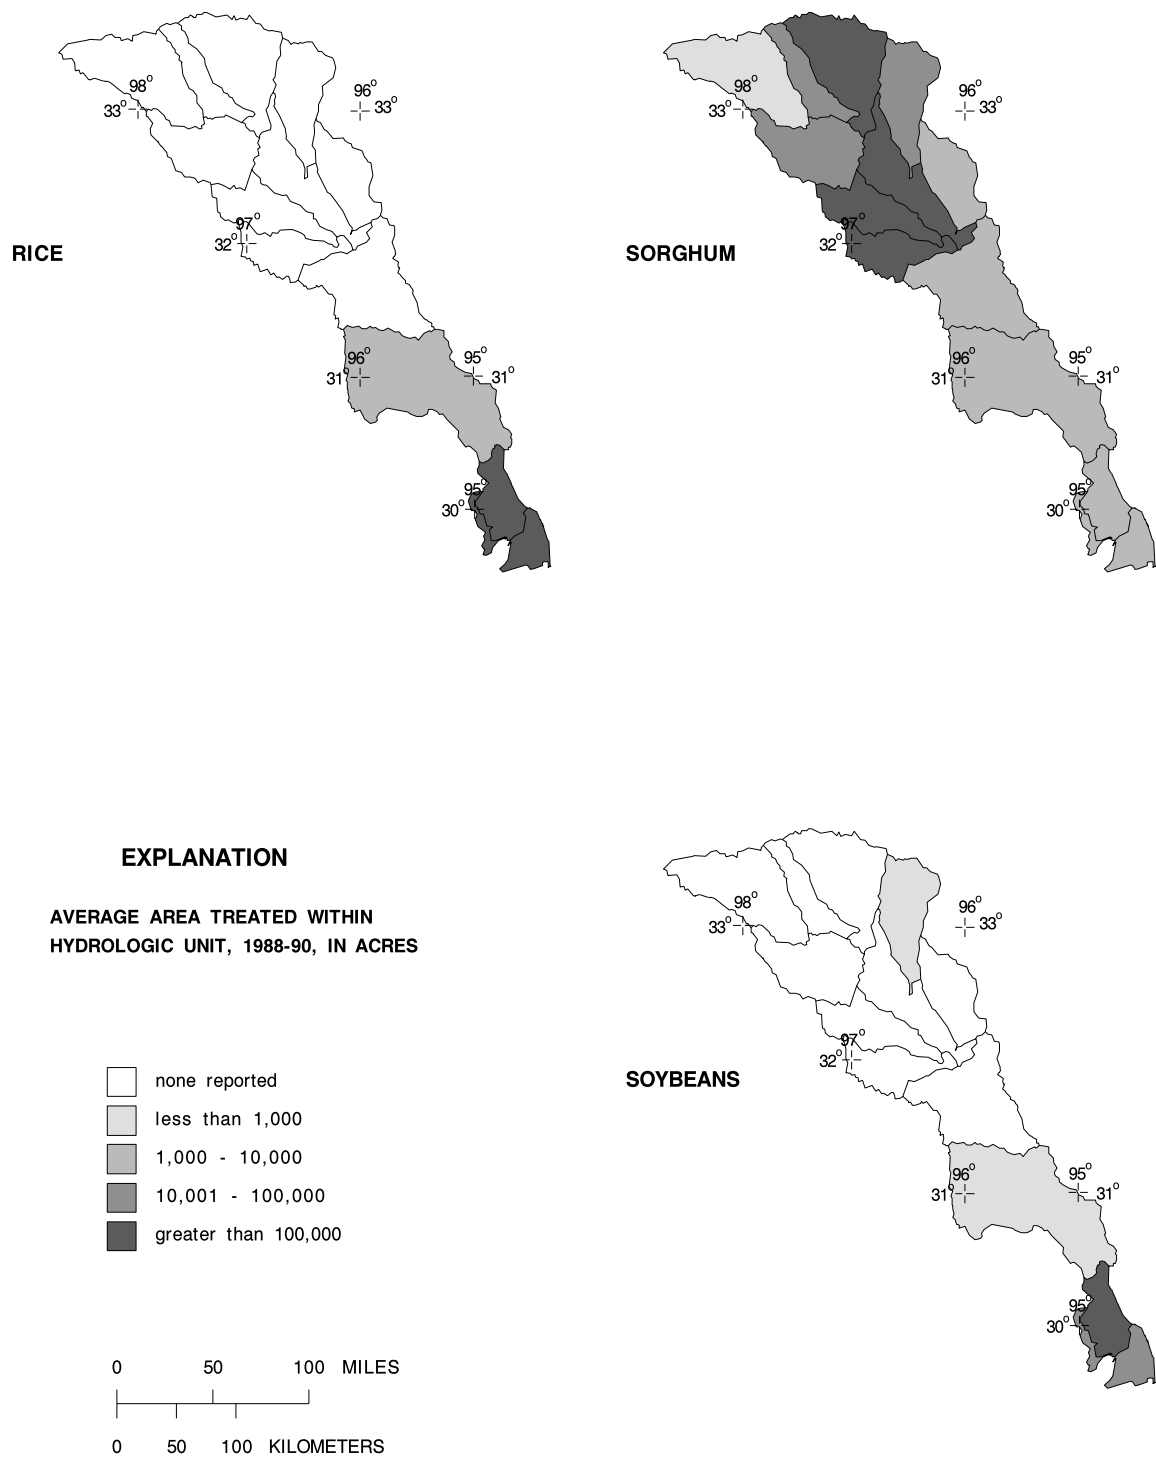 98°
33°
96°
33°
97°
32°
RICE
96°
31°
95°
31°
95°
30°
98°
33°
96°
33°
97°
32°
SORGHUM
96°
31°
95°
31°
95°
30°
EXPLANATION
AVERAGE AREA TREATED WITHIN
HYDROLOGIC UNIT, 1988-90, IN ACRES
none reported
less than 1,000
1,000 - 10,000
10,001 - 100,000
greater than 100,000
0 50 100 MILES
0 50 100 KILOMETERS
98°
33°
96°
33°
97°
32°
SOYBEANS
96°
31°
95°
31°
95°
30°